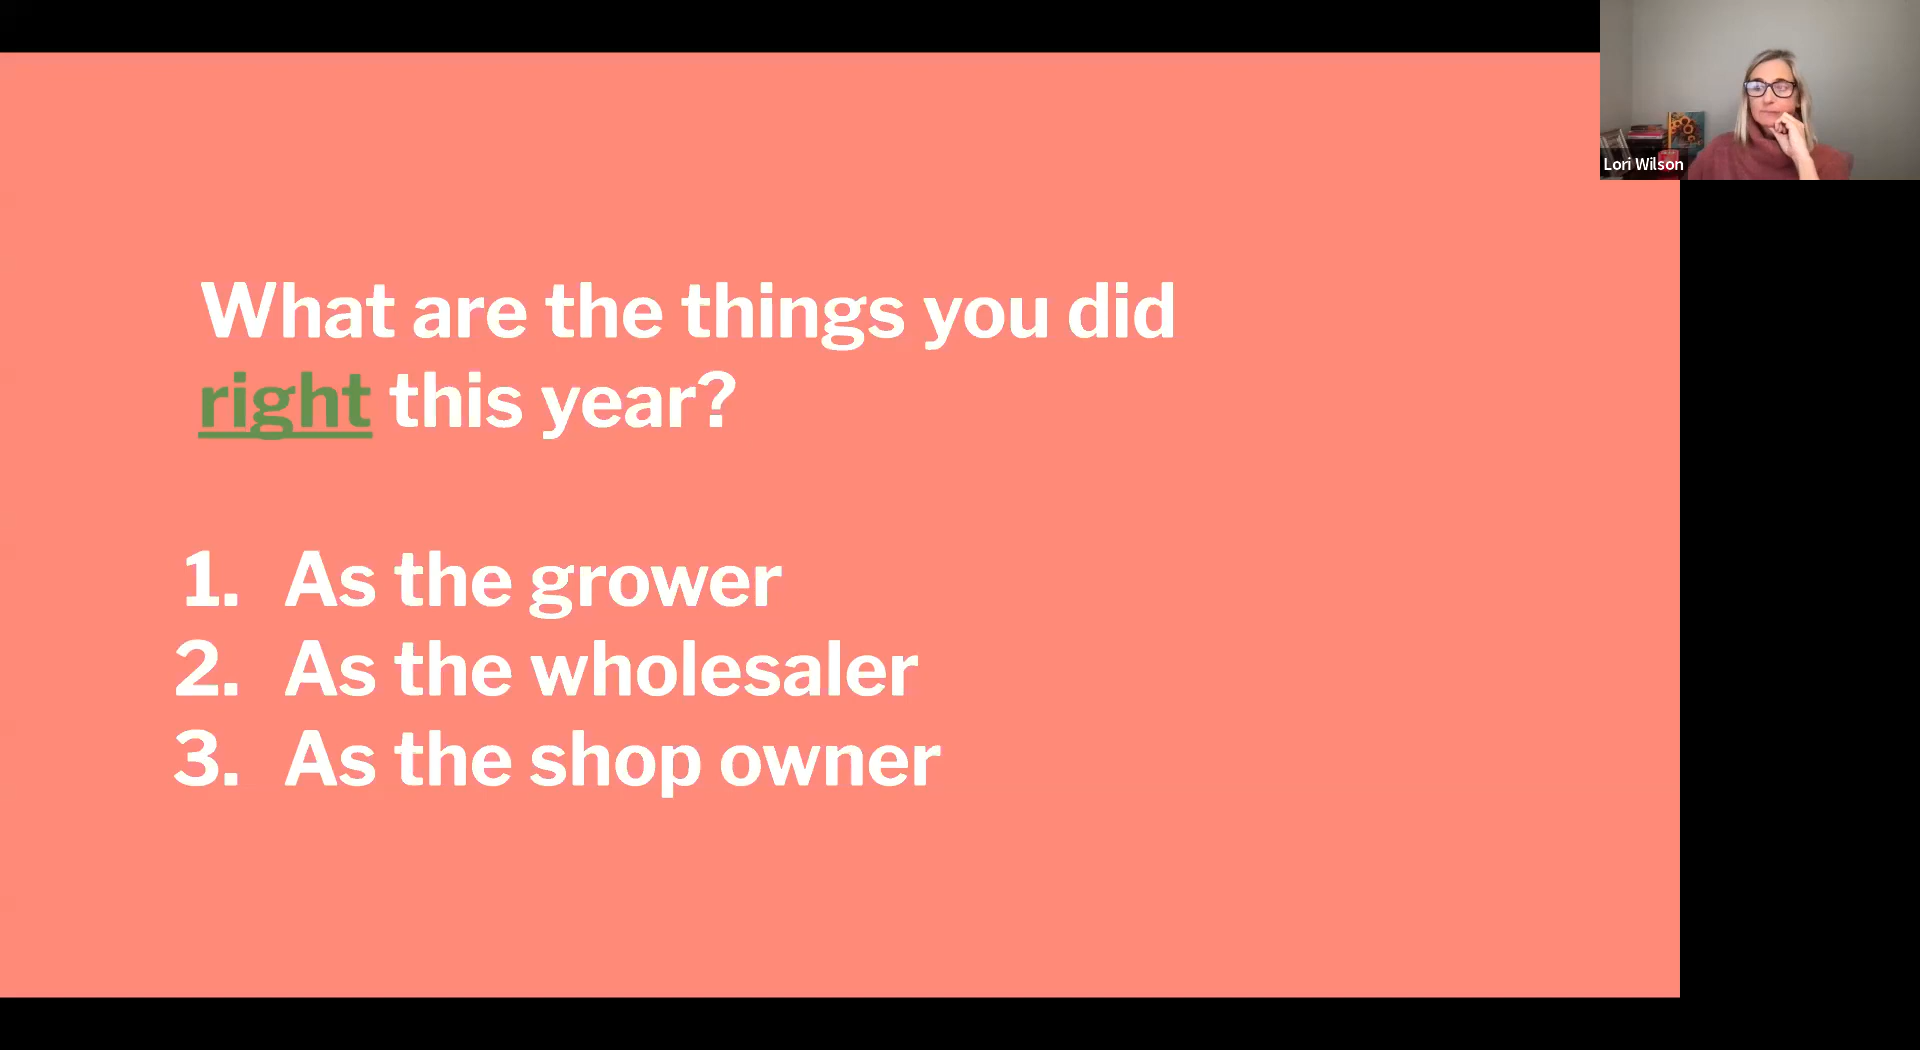 What are the things you did
right this year?
1. As the grower
2. As the wholesaler
3. As the shop owner
Lori Wilson